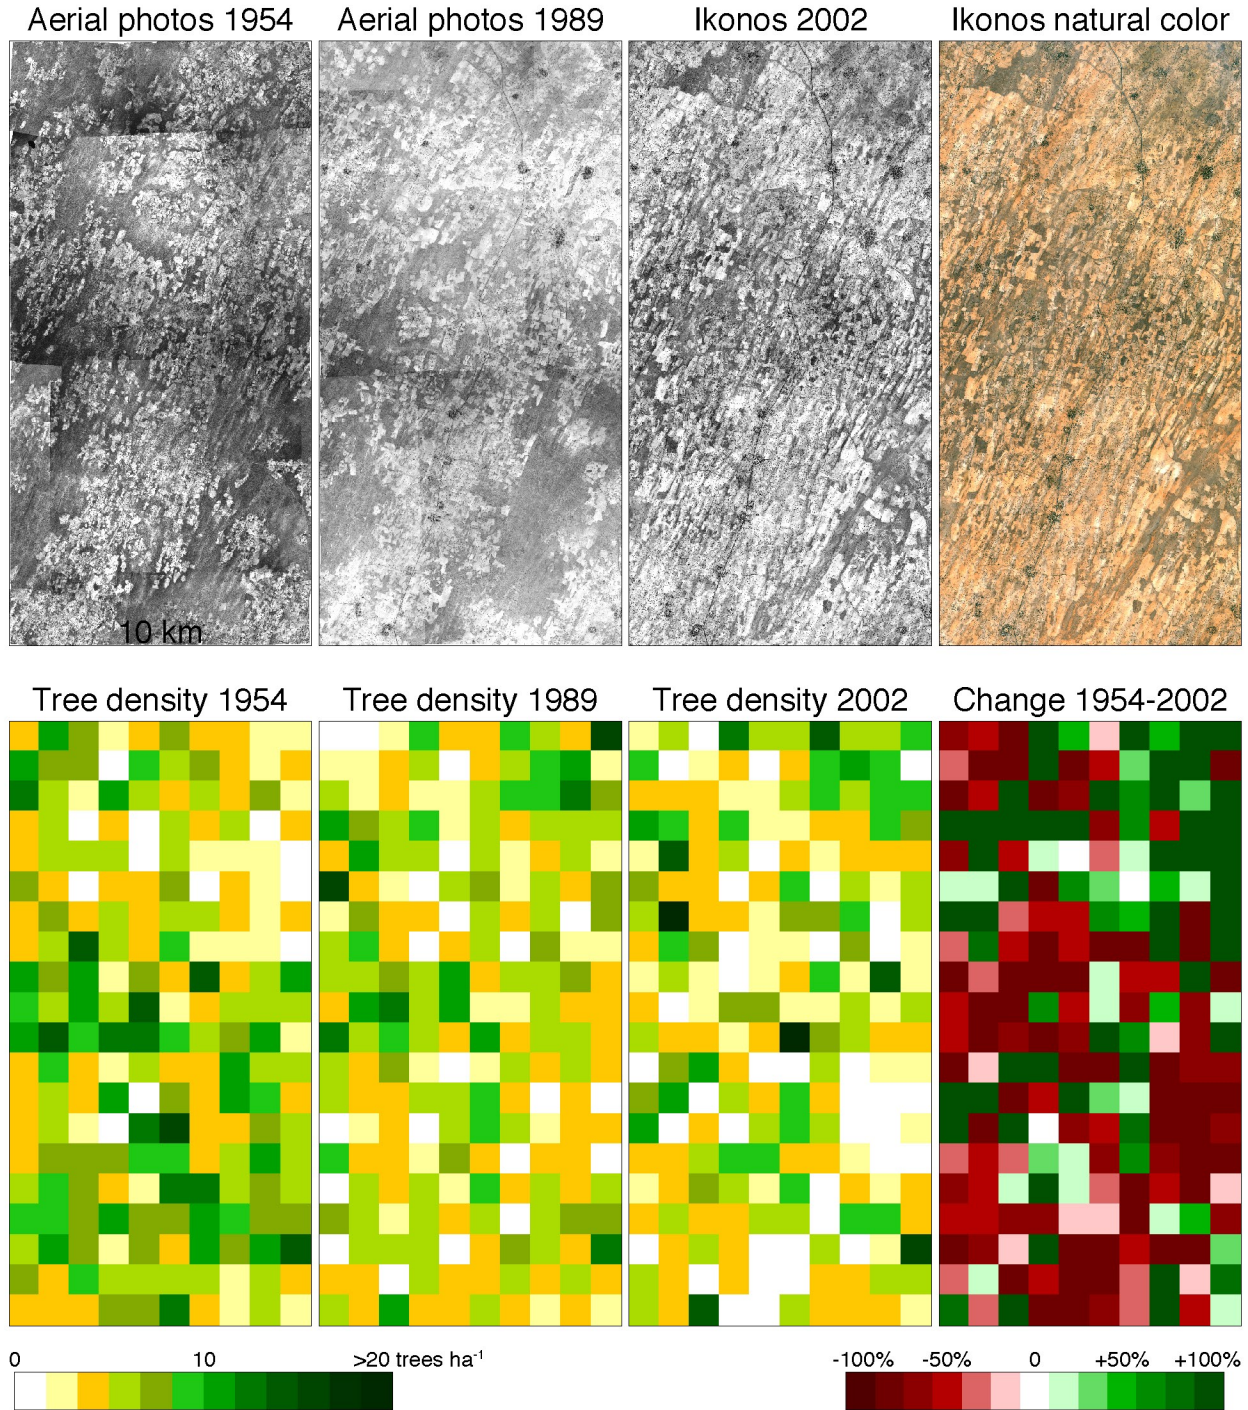 Aerial photos 1954 Aerial photos 1989 Ikonos 2002 Ikonos natural color
10 km
Tree density 1954 Tree density 1989 Tree density 2002 Change 1954-2002
0 10 >20 trees ha⁻¹ -100% -50% 0 +50% +100%